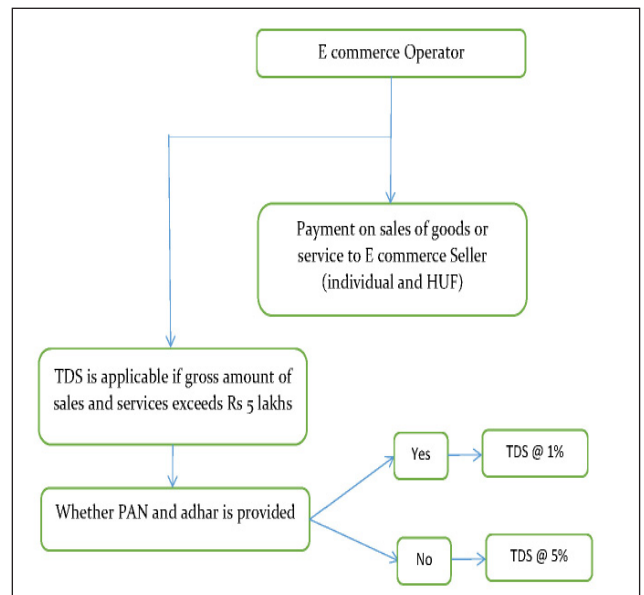 E commerce Operator
Payment on sales of goods or
service to E commerce Seller
(individual and HUF)
TDS is applicable if gross amount of
sales and services exceeds Rs 5 lakhs
Whether PAN and adhar is provided
Yes
TDS @ 1%
No
TDS @ 5%